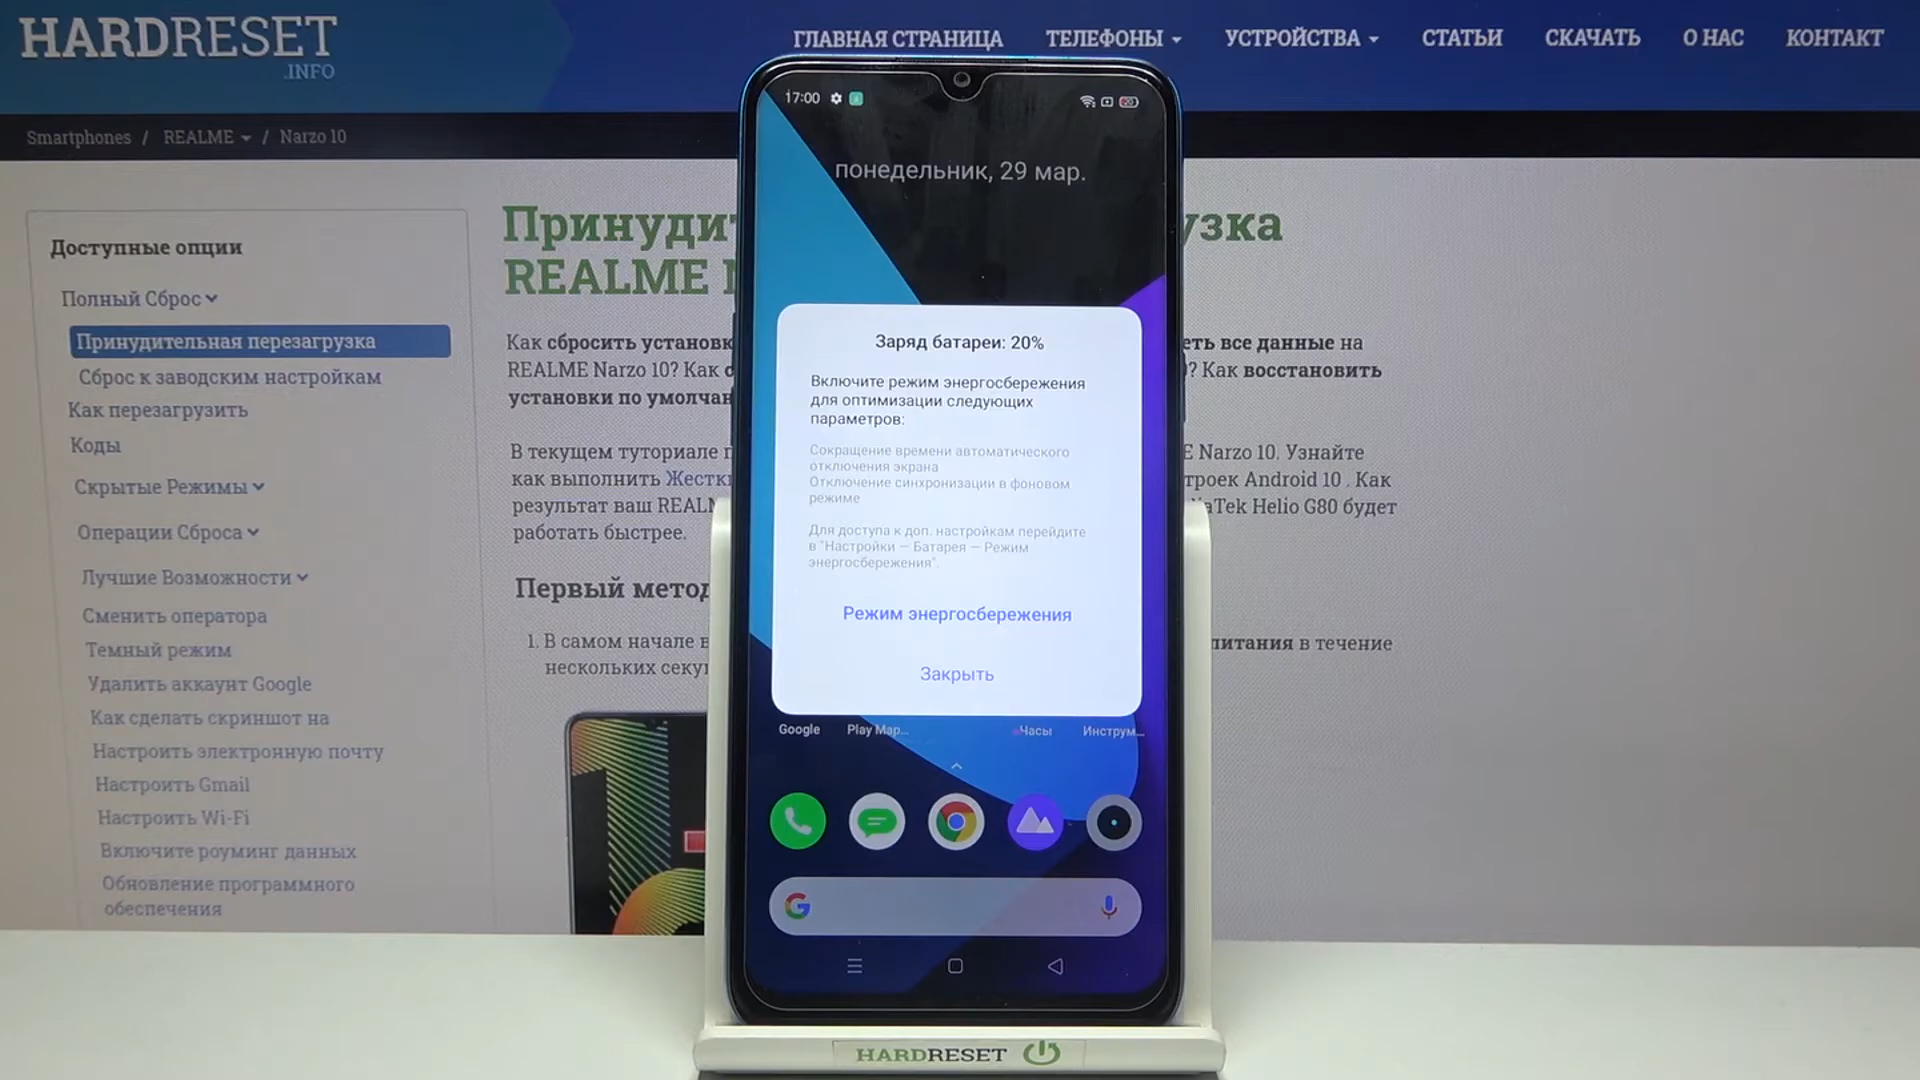 HARDRESET
.INFO
ГЛАВНАЯ СТРАНИЦА ТЕЛЕФОНЫ УСТРОЙСТВА СТАТЬИ СКАЧАТЬ О НАС КОНТАКТ
Smartphones / REALME / Narzo 10
Доступные опции
Полный Сброс
Принудительная перезагрузка
Сброс к заводским настройкам
Как перезагрузить
Коды
Скрытые Режимы
Операции Сброса
Лучшие Возможности
Сменить оператора
Темный режим
Удалить аккаунт Google
Как сделать скриншот на
Настроить электронную почту
Настроить Gmail
Настроить Wi-Fi
Включите роуминг данных
Обновление программного
обеспечения
Принудит узка
REALME
Как сбросить установк еть все данные на
REALME Narzo 10? Как ? Как восстановить
установки по умолчан
В текущем туториале E Narzo 10. Узнайте
как выполнить Жестк троек Android 10 . Как
результат ваш REALM aTek Helio G80 будет
работать быстрее.
Первый метод
1. В самом начале в питания в течение
нескольких секу
17:00
понедельник, 29 мар.
Заряд батареи: 20%
Включите режим энергосбережения
для оптимизации следующих
параметров:
Сокращение времени автоматического
отключения экрана
Отключение синхронизации в фоновом
режиме
Для доступа к доп. настройкам перейдите
в "Настройки — Батарея — Режим
энергосбережения".
Режим энергосбережения
Закрыть
Google Play Мар... Часы Инструм...
HARDRESET